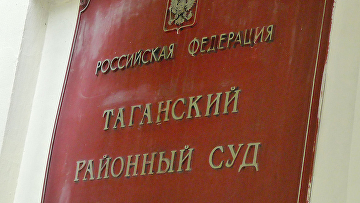 РОССИЙСКАЯ ФЕДЕРАЦИЯ
ТАГАНСКИЙ
РАЙОННЫЙ СУД